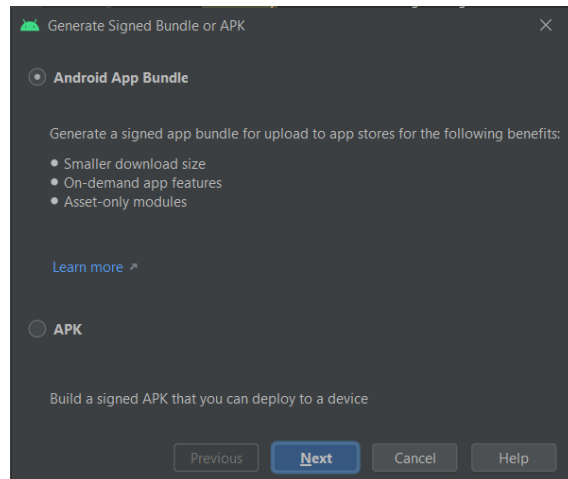 Generate Signed Bundle or APK
Android App Bundle
Generate a signed app bundle for upload to app stores for the following benefits:
Smaller download size
On-demand app features
Asset-only modules
Learn more
APK
Build a signed APK that you can deploy to a device
Previous Next Cancel Help